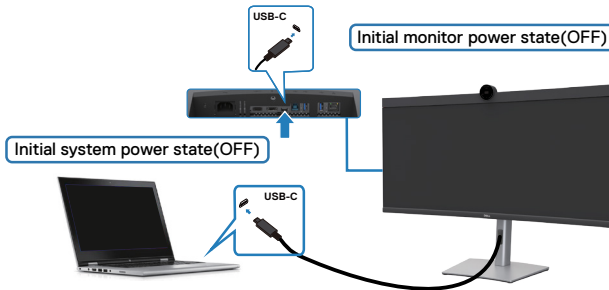 USB-C
Initial monitor power state(OFF)
Initial system power state(OFF)
USB-C